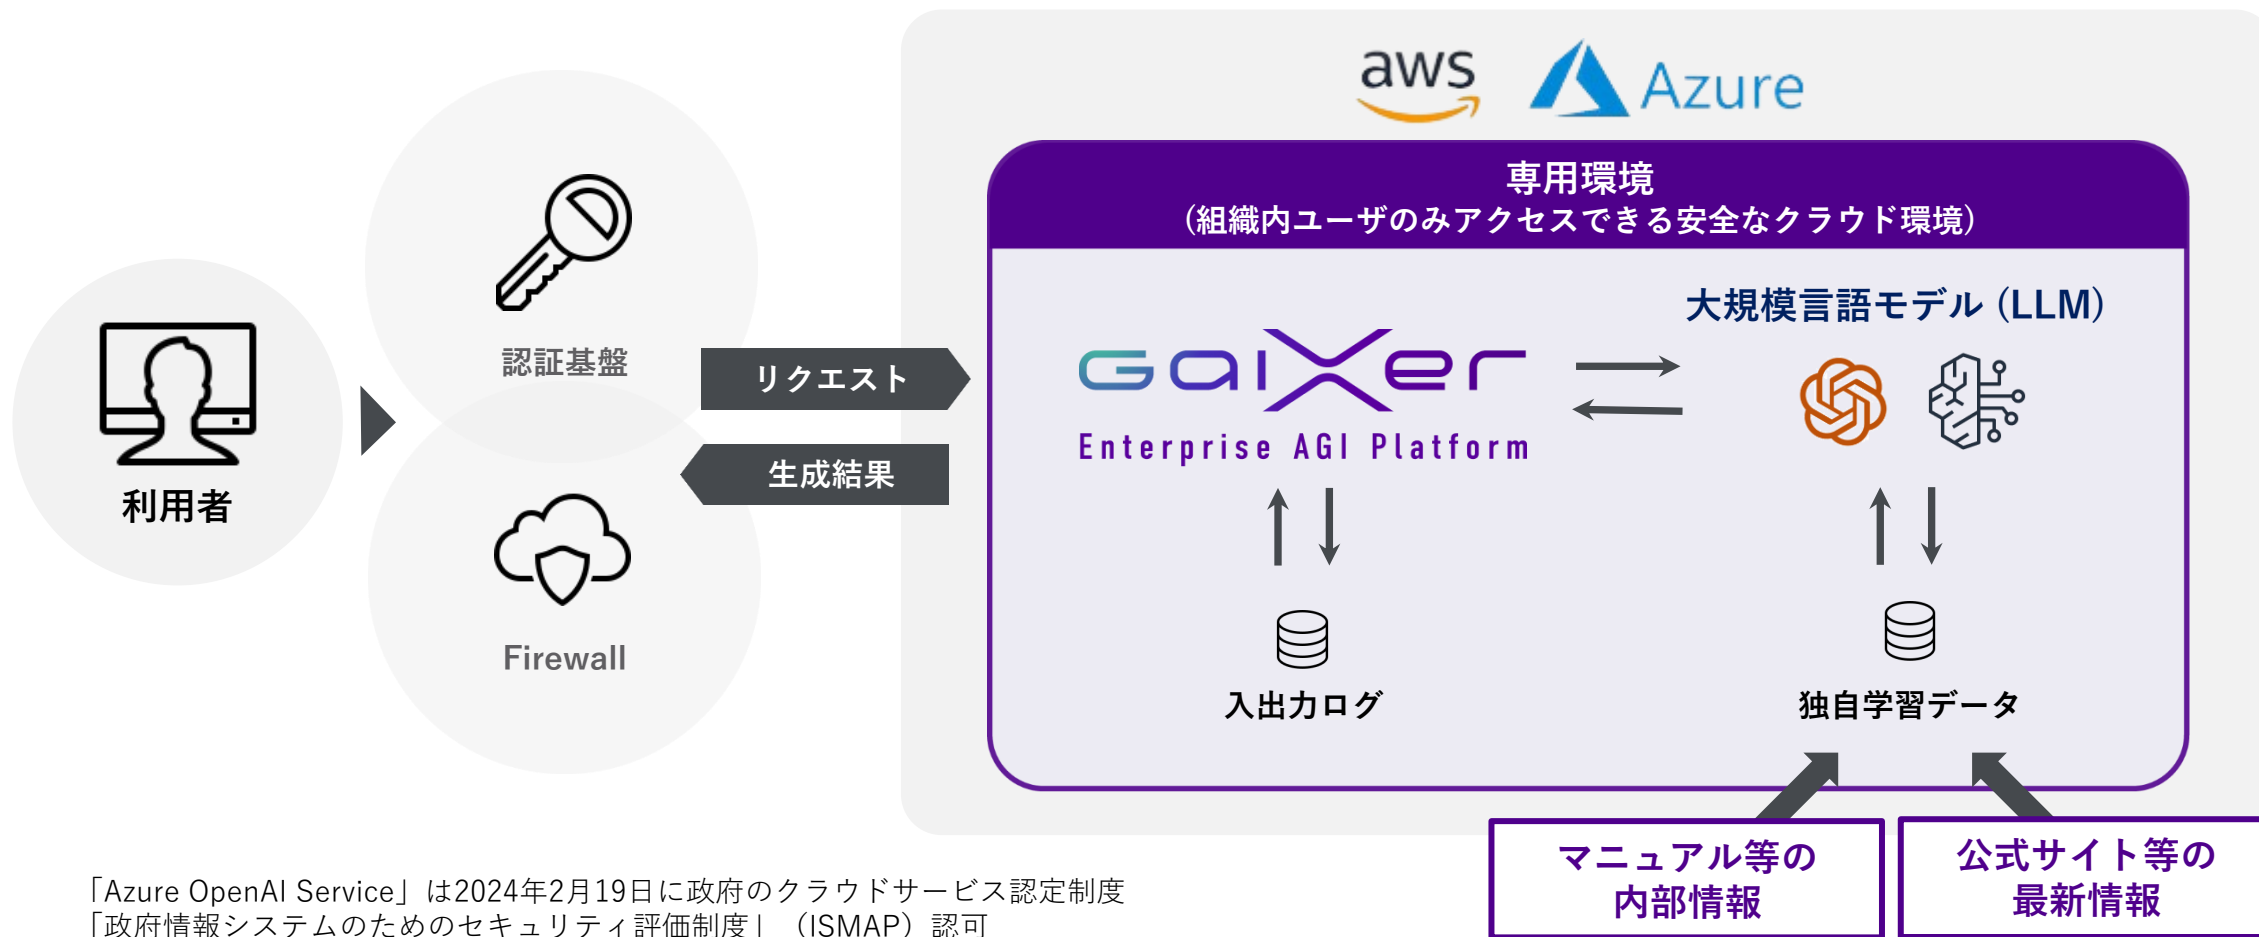 aws
Azure
専用環境
(組織内ユーザのみアクセスできる安全なクラウド環境)
大規模言語モデル (LLM)
認証基盤
リクエスト
GaiXer
Enterprise AGI Platform
生成結果
利用者
Firewall
入出力ログ
独自学習データ
マニュアル等の
内部情報
公式サイト等の
最新情報
「Azure OpenAI Service」は2024年2月19日に政府のクラウドサービス認定制度
「政府情報システムのためのセキュリティ評価制度」（ISMAP）認可